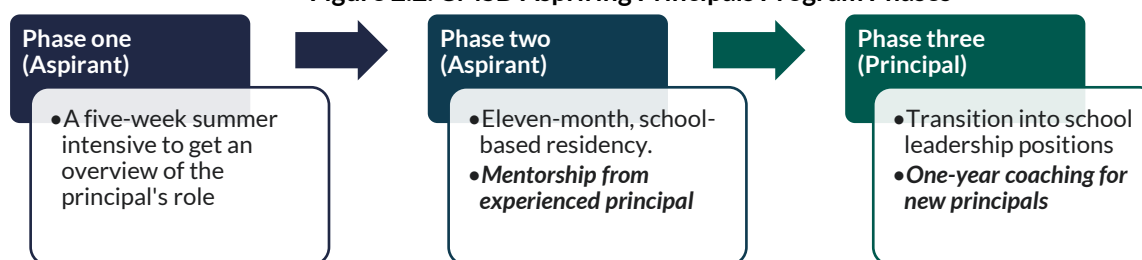 Phase one
(Aspirant)
•A five-week summer
intensive to get an
overview of the
principal's role
Phase two
(Aspirant)
•Eleven-month, school-
based residency.
•Mentorship from
experienced principal
Phase three
(Principal)
•Transition into school
leadership positions
•One-year coaching for
new principals